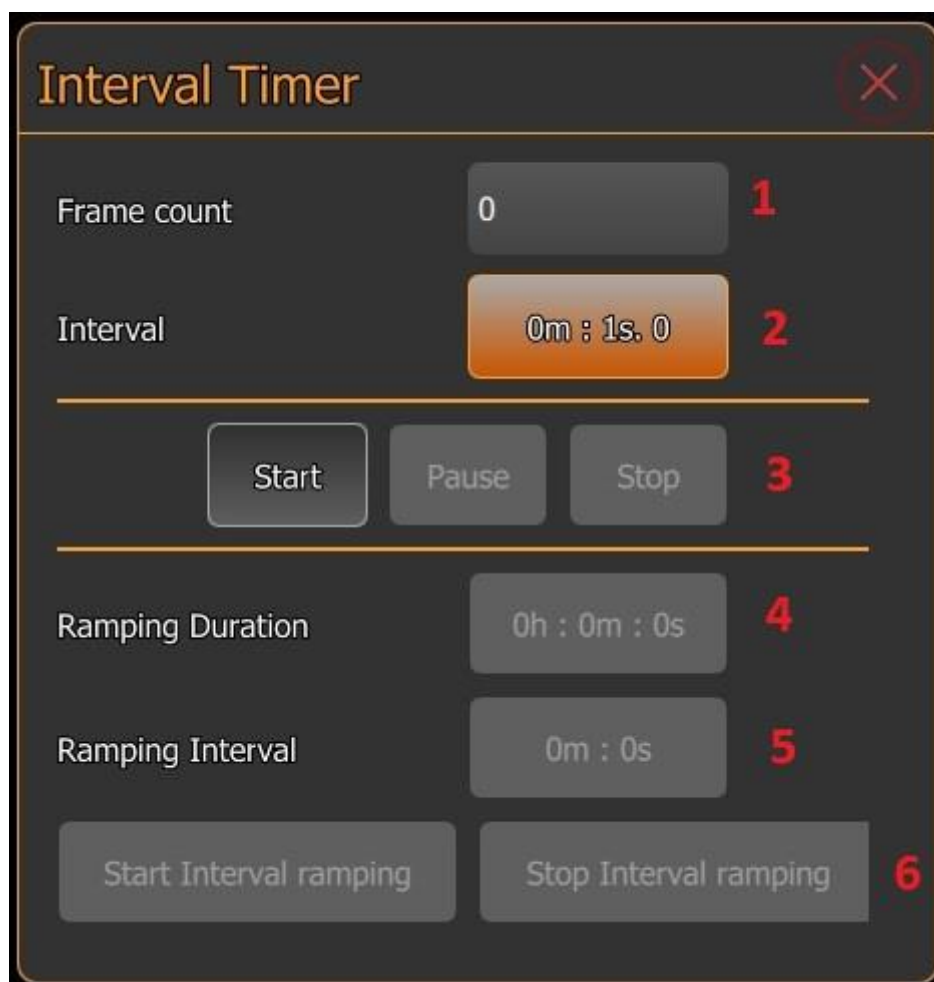 Interval Timer
Frame count 0 1
Interval 0m : 1s. 0 2
Start Pause Stop 3
Ramping Duration 0h : 0m : 0s 4
Ramping Interval 0m : 0s 5
Start Interval ramping Stop Interval ramping 6